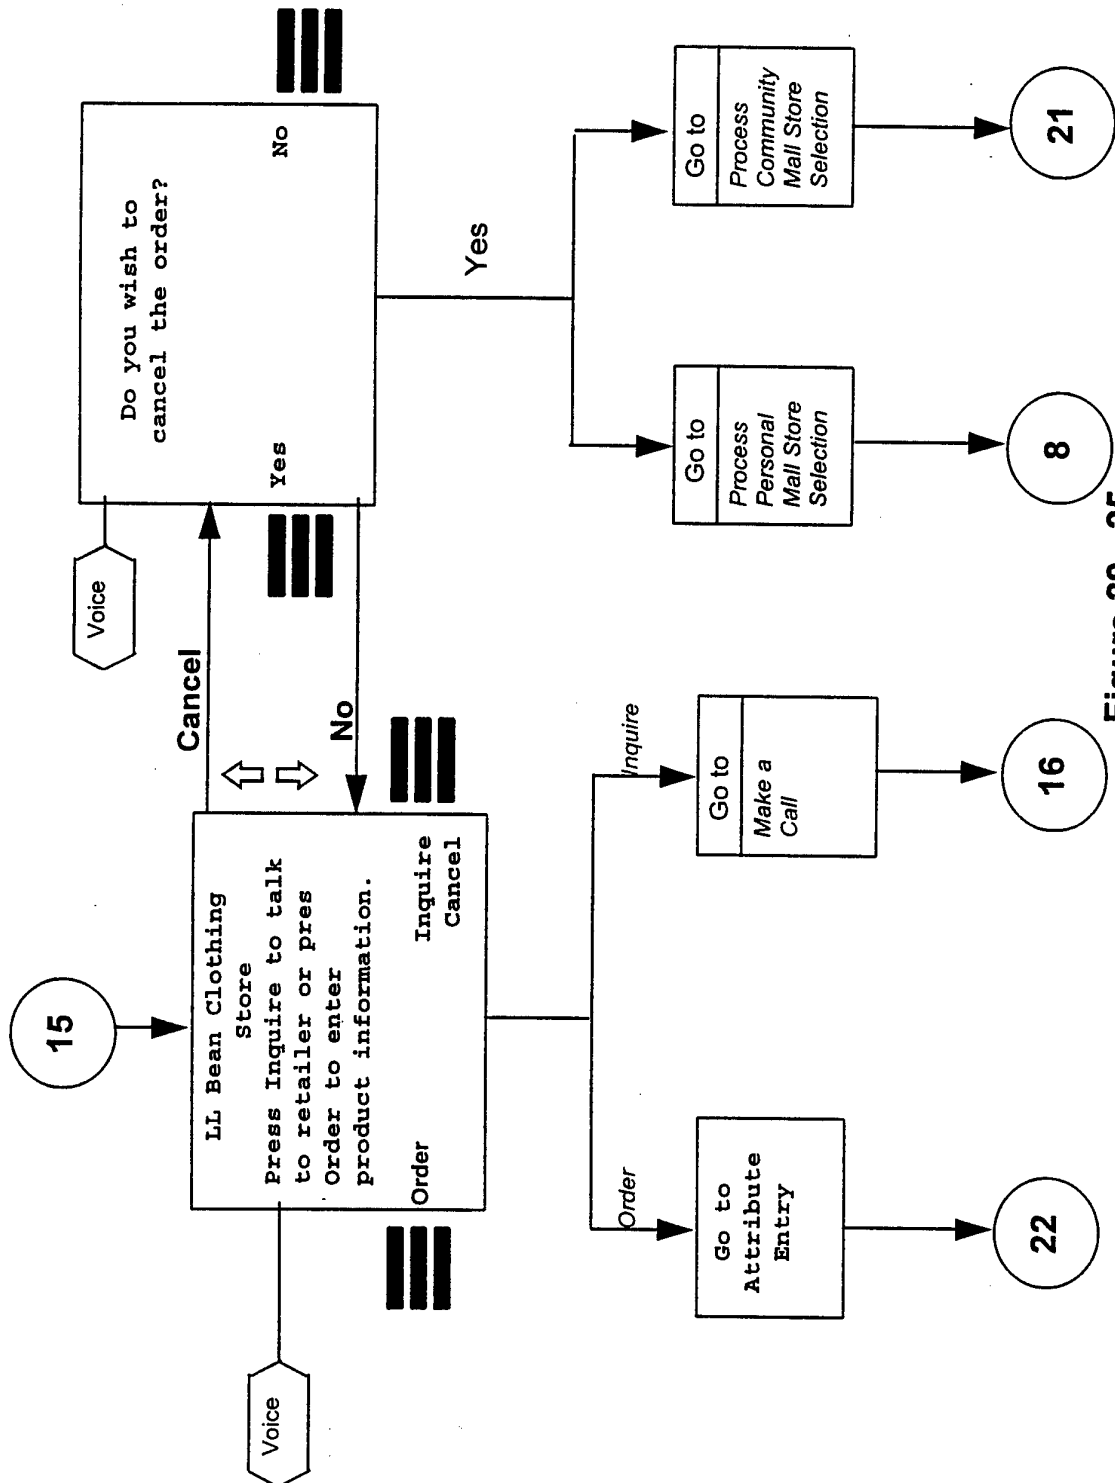 15
Voice
LL Bean Clothing
Store
Press Inquire to talk
to retailer or pres
Order to enter
product information.
Order
Inquire
Cancel
Cancel
No
Voice
Do you wish to
cancel the order?
Yes
No
Order
Go to
Attribute
Entry
22
Inquire
Go to
Make a
Call
16
Yes
Go to
Process
Personal
Mall Store
Selection
8
Go to
Process
Community
Mall Store
Selection
21